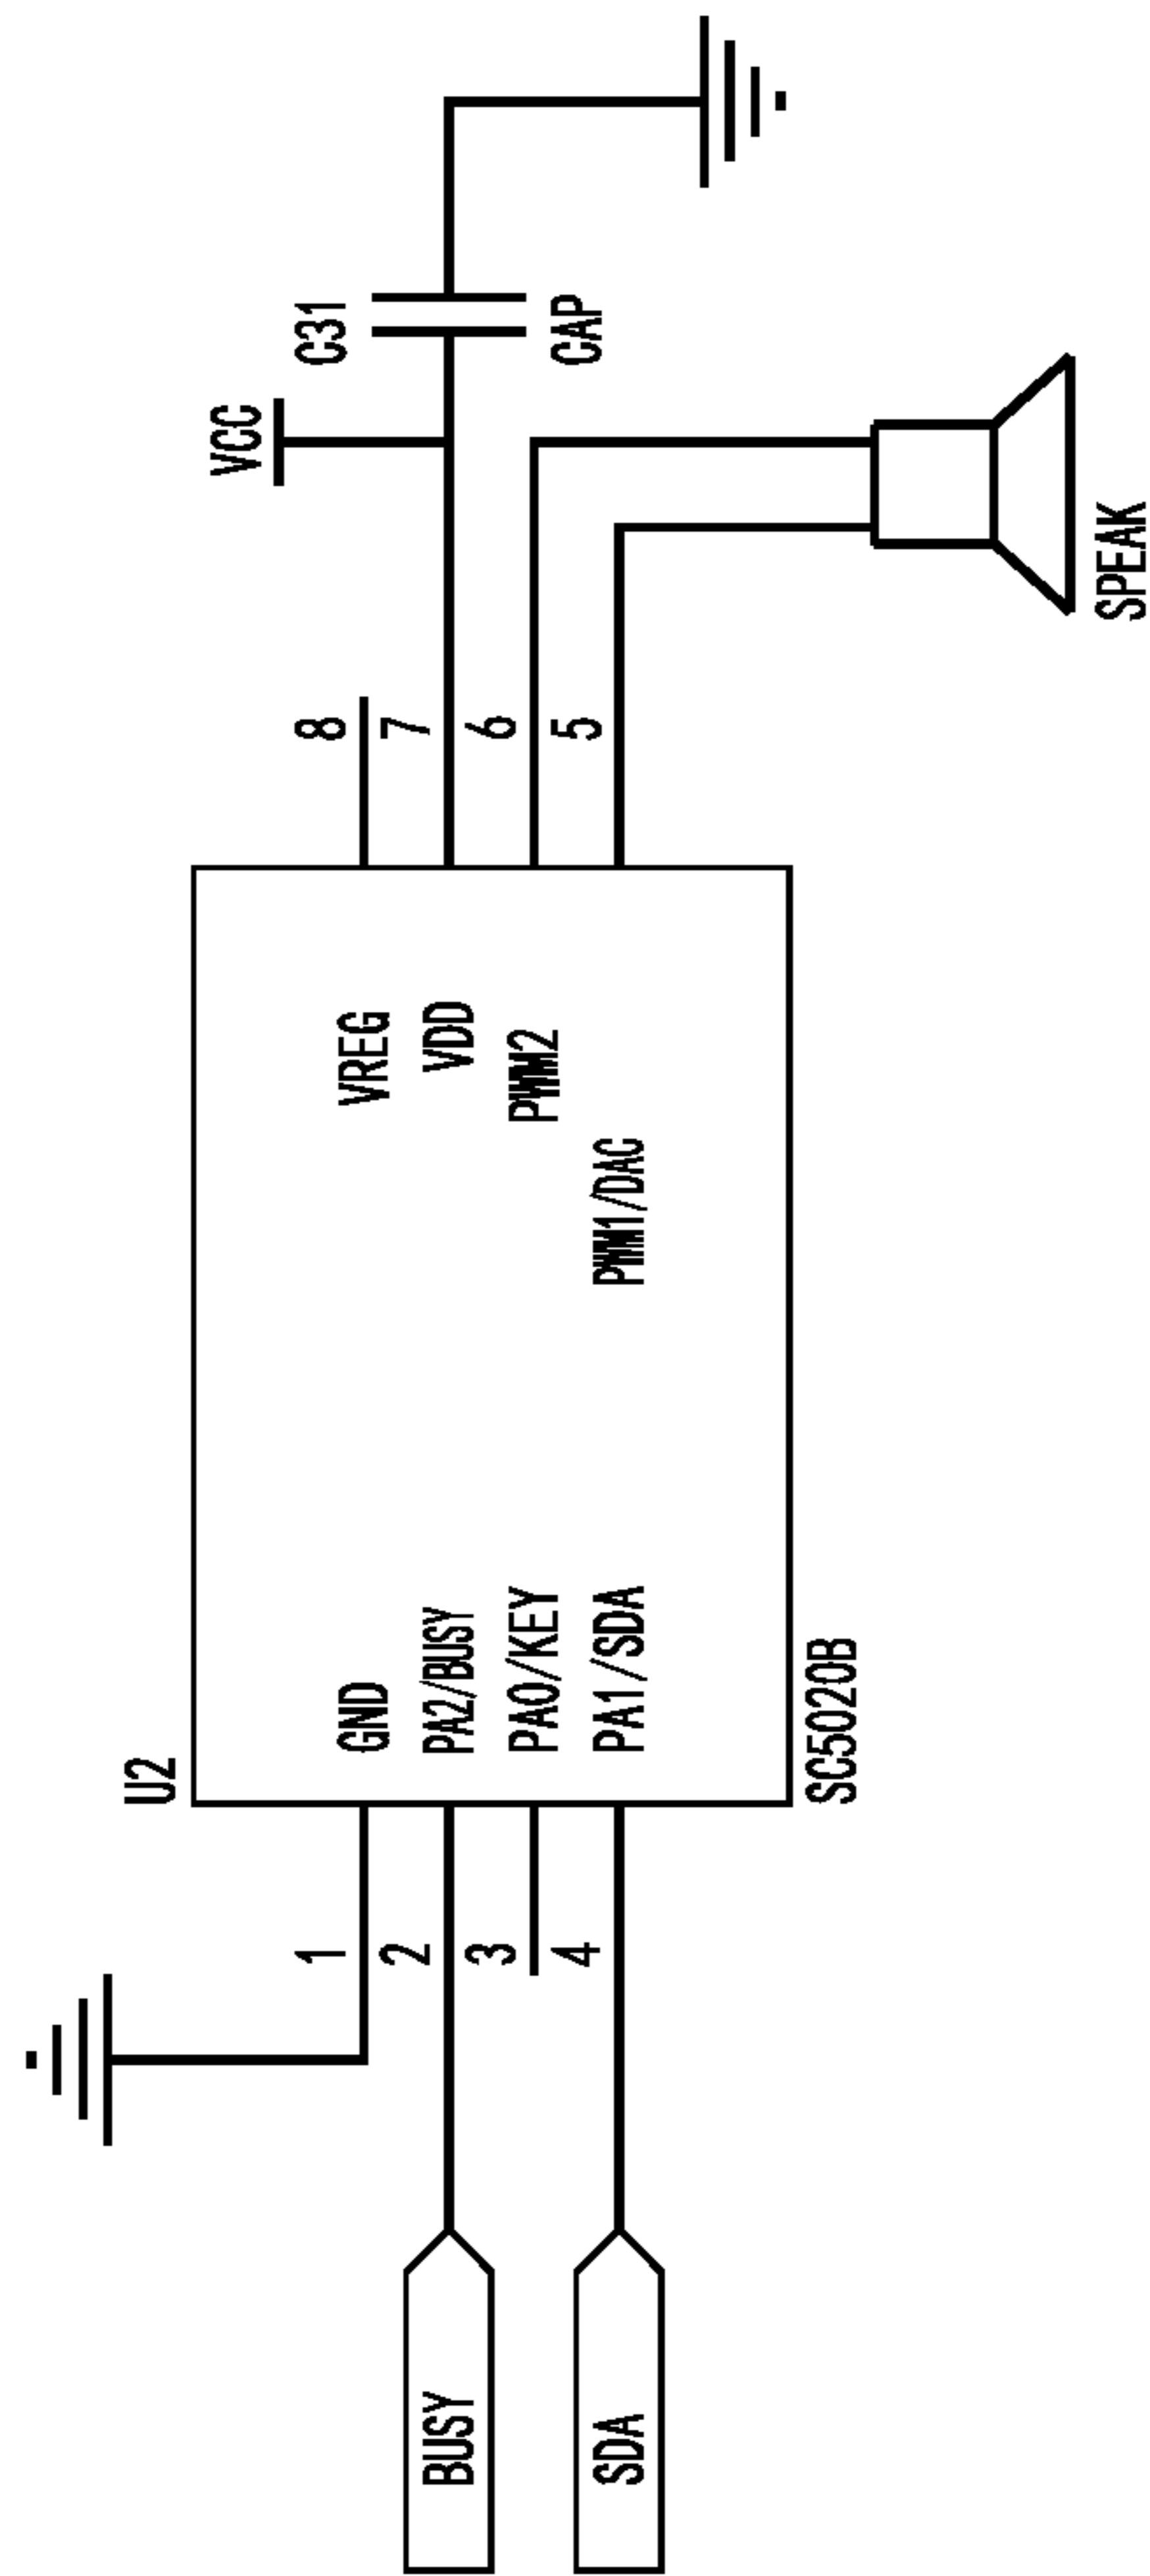 U2
VCC
C31
CAP
1
GND
VREG
8
BUSY
2
PA2/BUSY
VDD
7
3
PA0/KEY
PWM2
6
SDA
4
PA1/SDA
PWM1/DAC
5
SC5020B
SPEAK